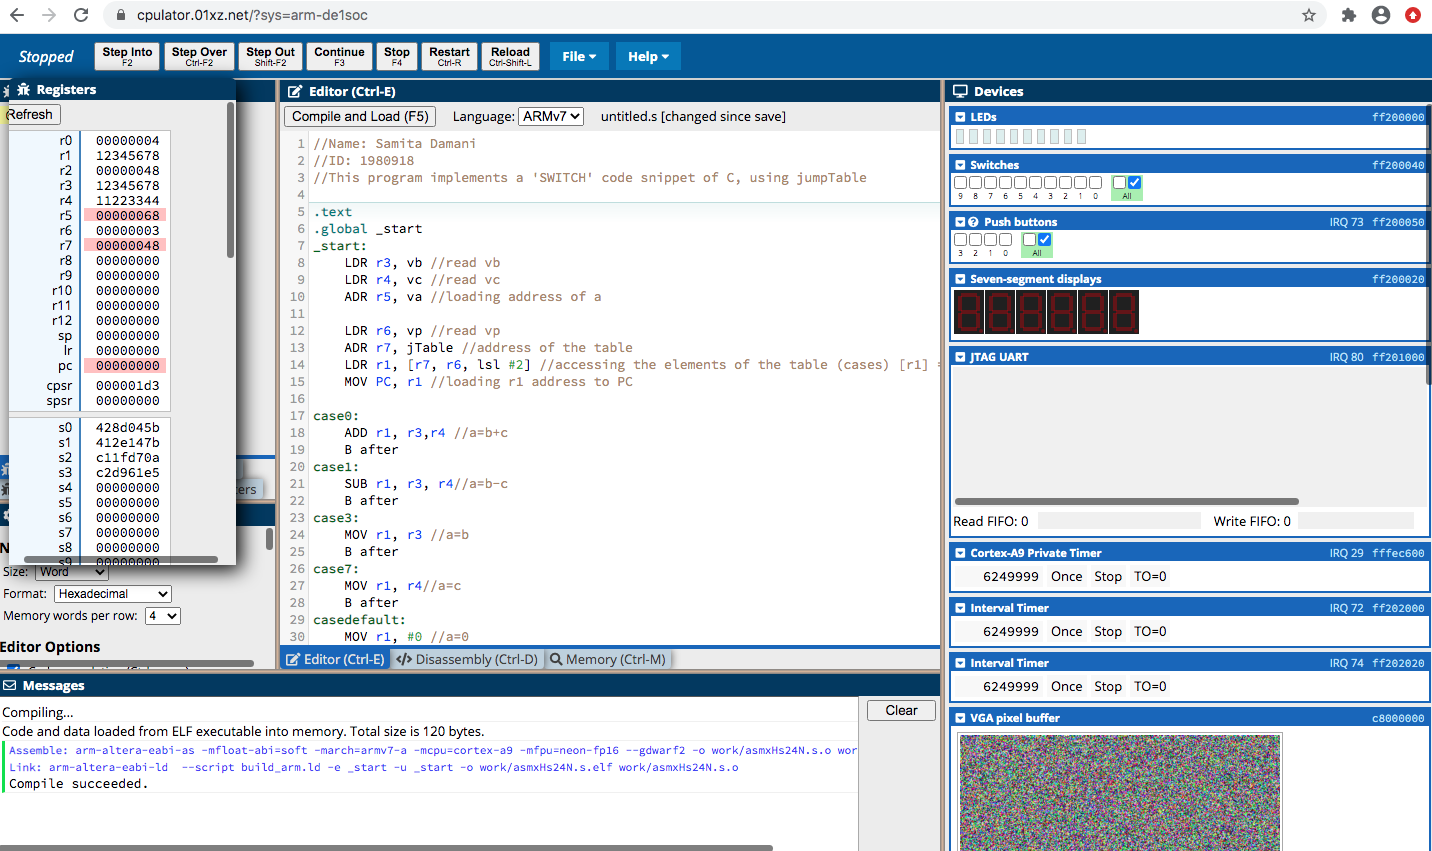 cpulator.01xz.net/?sys=arm-de1soc
Stopped
Step Into
F2
Step Over
Ctrl-F2
Step Out
Shift-F2
Continue
F3
Stop
F4
Restart
Ctrl-R
Reload
Ctrl-Shift-L
File
Help
Registers
Refresh
r0 00000004
r1 12345678
r2 00000048
r3 12345678
r4 11223344
r5 00000068
r6 00000003
r7 00000048
r8 00000000
r9 00000000
r10 00000000
r11 00000000
r12 00000000
sp 00000000
lr 00000000
pc 00000000
cpsr 000001d3
spsr 00000000
s0 428d045b
s1 412e147b
s2 c11fd70a
s3 c2d961e5
s4 00000000
s5 00000000
s6 00000000
s7 00000000
s8 00000000
s9 00000000
Size: Word
Format: Hexadecimal
Memory words per row: 4
Editor Options
Editor (Ctrl-E)
Compile and Load (F5) Language: ARMv7 untitled.s [changed since save]
1 //Name: Samita Damani
2 //ID: 1980918
3 //This program implements a 'SWITCH' code snippet of C, using jumpTable
4
5 .text
6 .global _start
7 _start:
8 LDR r3, vb //read vb
9 LDR r4, vc //read vc
10 ADR r5, va //loading address of a
11
12 LDR r6, vp //read vp
13 ADR r7, jTable //address of the table
14 LDR r1, [r7, r6, lsl #2] //accessing the elements of the table (cases) [r1] =
15 MOV PC, r1 //loading r1 address to PC
16
17 case0:
18 ADD r1, r3,r4 //a=b+c
19 B after
20 case1:
21 SUB r1, r3, r4//a=b-c
22 B after
23 case3:
24 MOV r1, r3 //a=b
25 B after
26 case7:
27 MOV r1, r4//a=c
28 B after
29 casedefault:
30 MOV r1, #0 //a=0
Editor (Ctrl-E) Disassembly (Ctrl-D) Memory (Ctrl-M)
Messages
Compiling...
Code and data loaded from ELF executable into memory. Total size is 120 bytes.
Assemble: arm-altera-eabi-as -mfloat-abi=soft -march=armv7-a -mcpu=cortex-a9 -mfpu=neon-fp16 --gdwarf2 -o work/asmxHs24N.s.o wor
Link: arm-altera-eabi-ld --script build_arm.ld -e _start -u _start -o work/asmxHs24N.s.elf work/asmxHs24N.s.o
Compile succeeded.
Clear
Devices
LEDs ff200000
Switches ff200040
9 8 7 6 5 4 3 2 1 0 All
Push buttons IRQ 73 ff200050
3 2 1 0 All
Seven-segment displays ff200020
JTAG UART IRQ 80 ff201000
Read FIFO: 0 Write FIFO: 0
Cortex-A9 Private Timer IRQ 29 fffec600
6249999 Once Stop TO=0
Interval Timer IRQ 72 ff202000
6249999 Once Stop TO=0
Interval Timer IRQ 74 ff202020
6249999 Once Stop TO=0
VGA pixel buffer c8000000